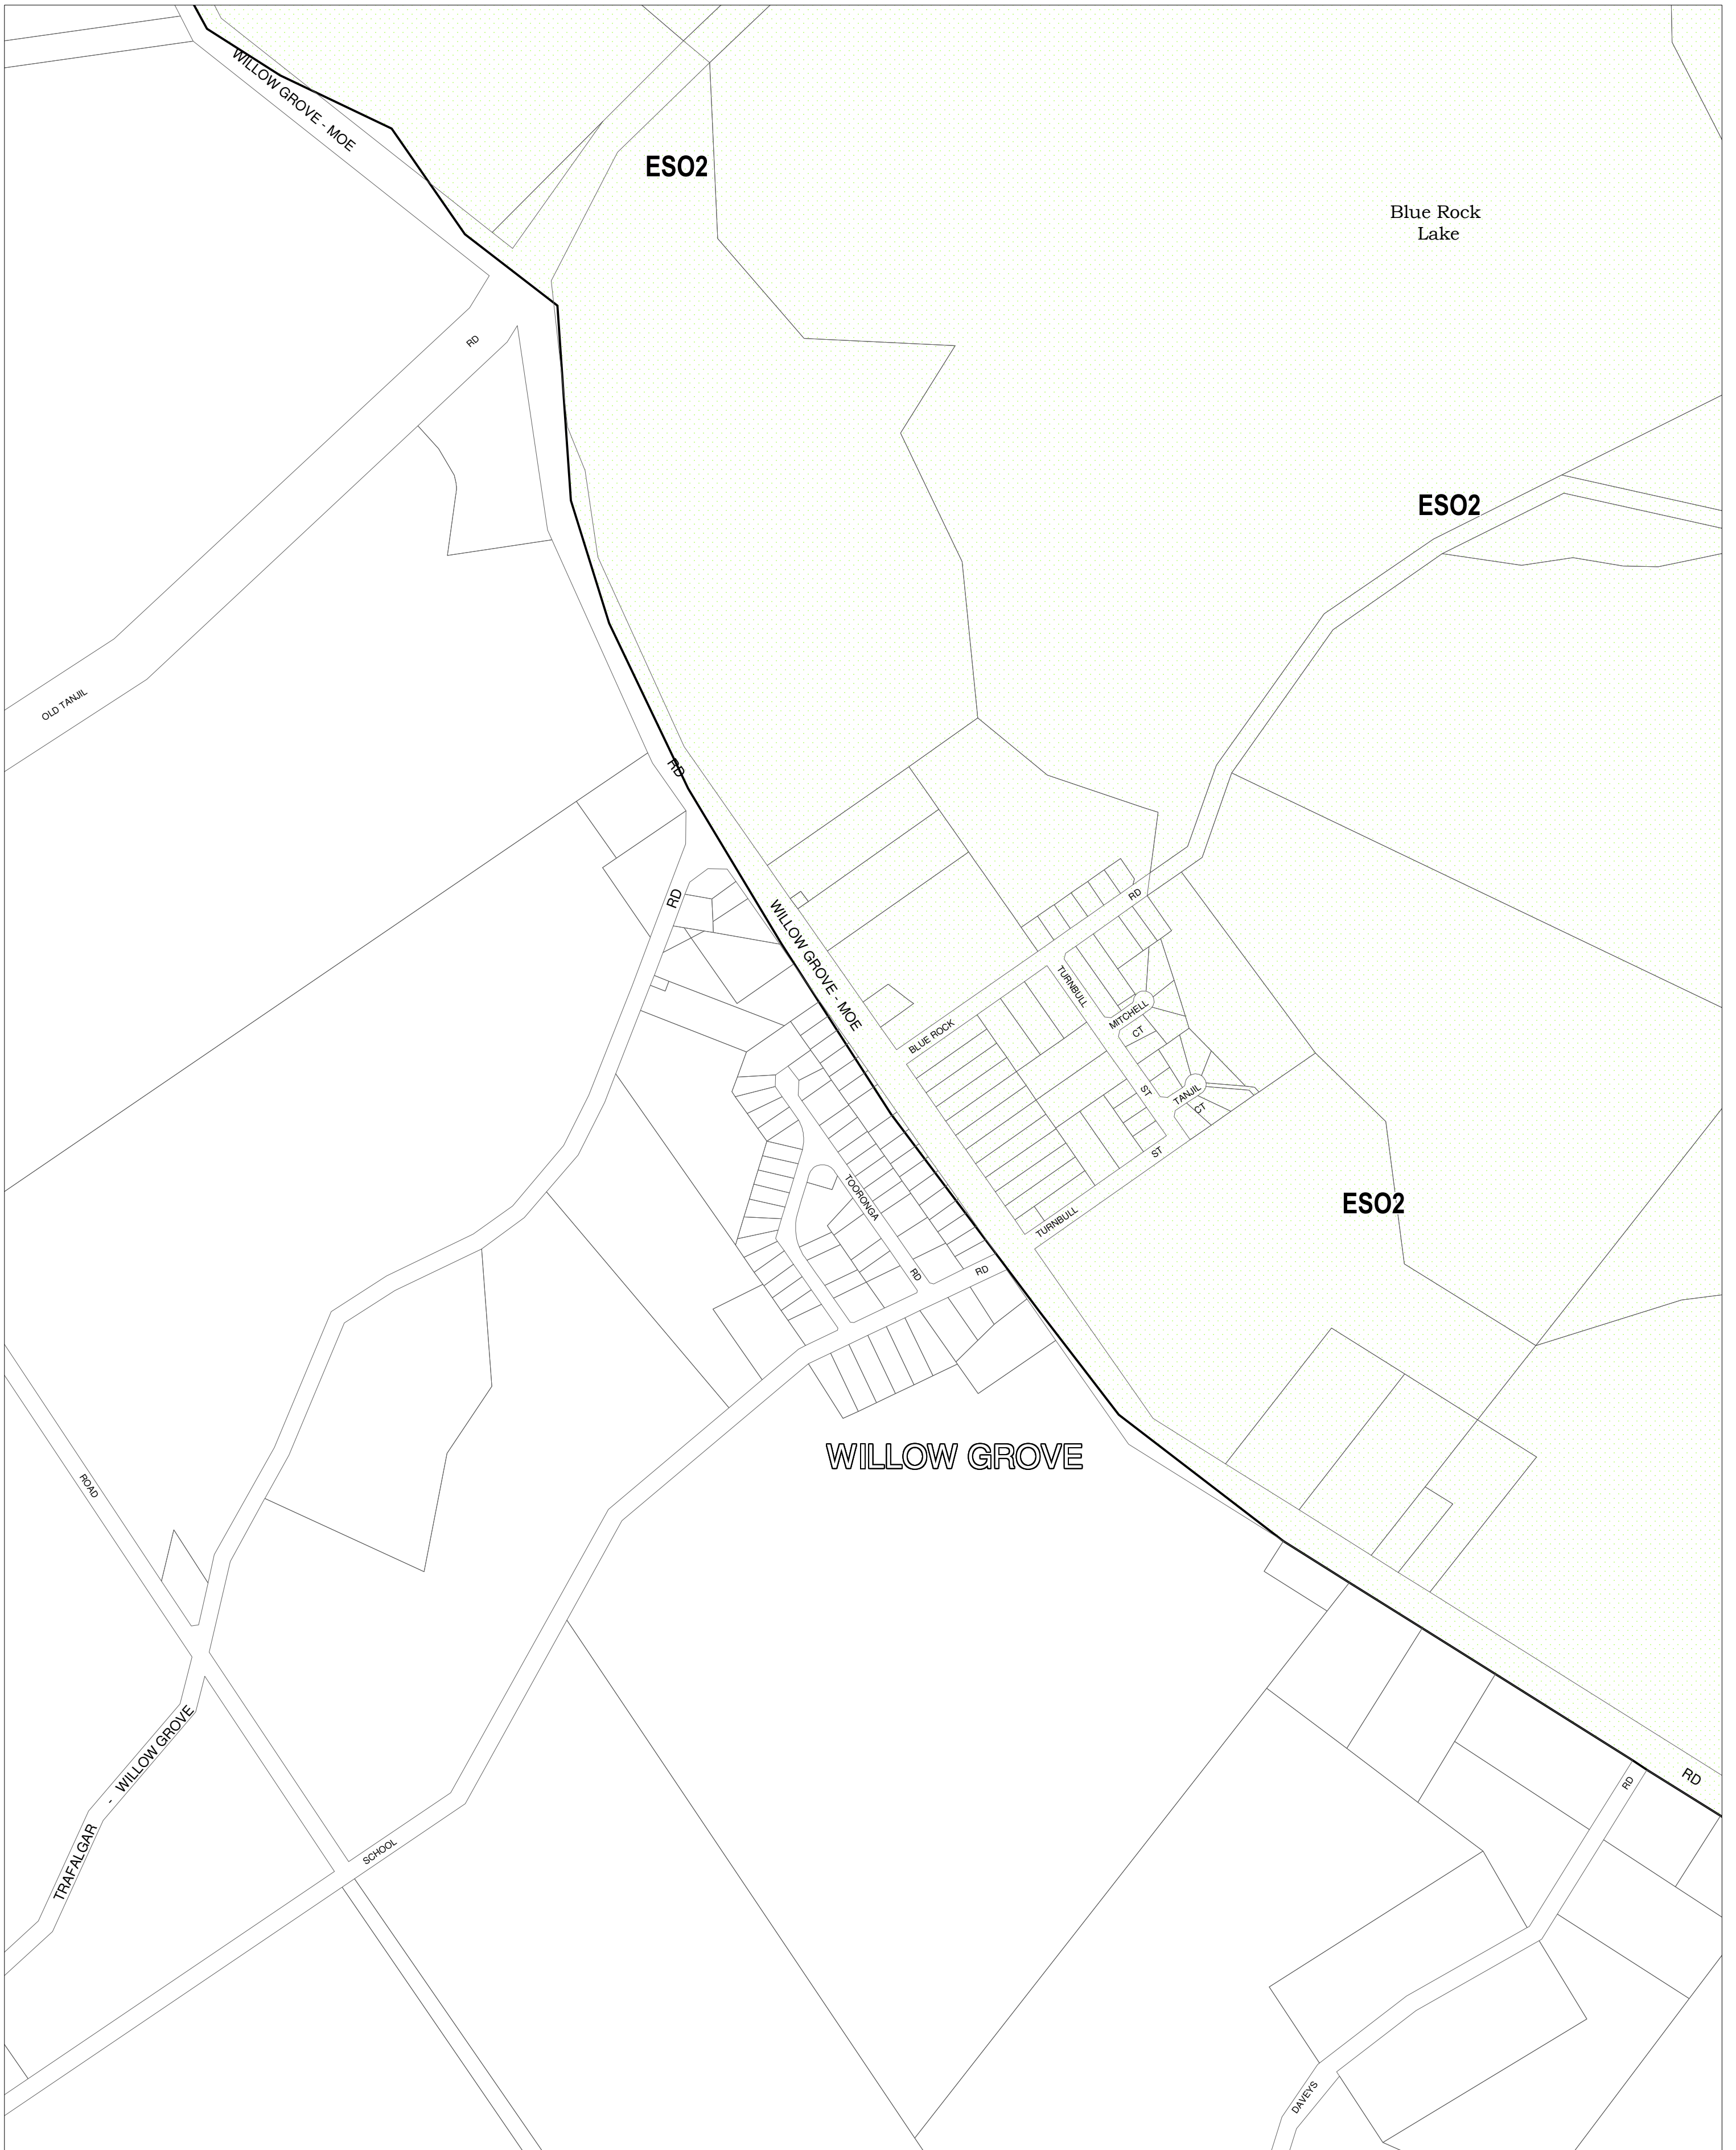 WILLOW GROVE - MOE
ESO2
Blue Rock
Lake
RD
ESO2
OLD TANJIL
RD
RD
RD
WILLOW GROVE - MOE
TURNBULL
MITCHELL
BLUE ROCK
CT
ST
TANJIL
CT
ST
TOORONGA
ESO2
TURNBULL
RD
RD
WILLOW GROVE
ROAD
TRAFALGAR - WILLOW GROVE
RD
RD
SCHOOL
DAVEYS